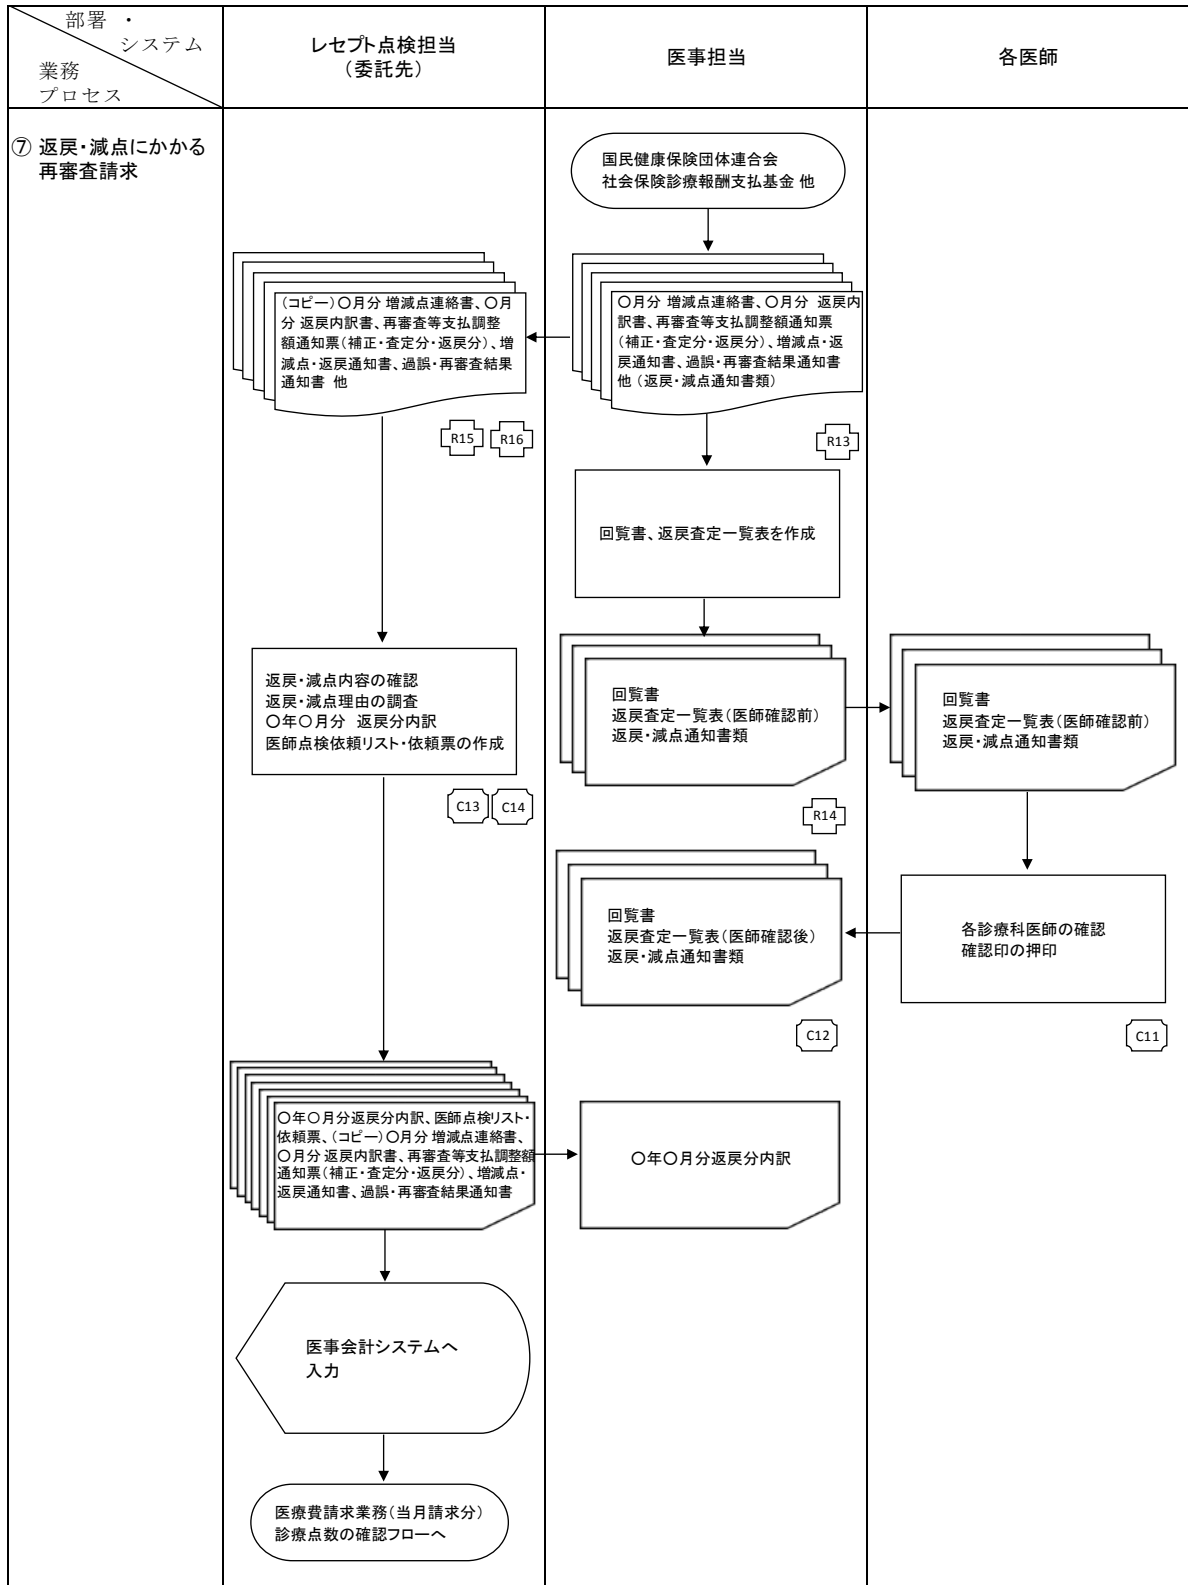 部署 ・
システム
業務
プロセス
レセプト点検担当
（委託先）
医事担当
各医師
⑦ 返戻・減点にかかる
再審査請求
国民健康保険団体連合会
社会保険診療報酬支払基金 他
（コピー）〇月分 増減点連絡書、〇月
分 返戻内訳書、再審査等支払調整
額通知票（補正・査定分・返戻分）、増
減点・返戻通知書、過誤・再審査結果
通知書 他
〇月分 増減点連絡書、〇月分 返戻内
訳書、再審査等支払調整額通知票
（補正・査定分・返戻分）、増減点・返
戻通知書、過誤・再審査結果通知書
他（返戻・減点通知書類）
R15
R16
R13
回覧書、返戻査定一覧表を作成
返戻・減点内容の確認
返戻・減点理由の調査
〇年〇月分 返戻分内訳
医師点検依頼リスト・依頼票の作成
回覧書
返戻査定一覧表（医師確認前）
返戻・減点通知書類
回覧書
返戻査定一覧表（医師確認前）
返戻・減点通知書類
C13
C14
R14
回覧書
返戻査定一覧表（医師確認後）
返戻・減点通知書類
各診療科医師の確認
確認印の押印
C12
C11
〇年〇月分返戻分内訳、医師点検リスト・
依頼票、（コピー）〇月分 増減点連絡書、
〇月分 返戻内訳書、再審査等支払調整額
通知票（補正・査定分・返戻分）、増減点・
返戻通知書、過誤・再審査結果通知書
〇年〇月分返戻分内訳
医事会計システムへ
入力
医療費請求業務（当月請求分）
診療点数の確認フローへ